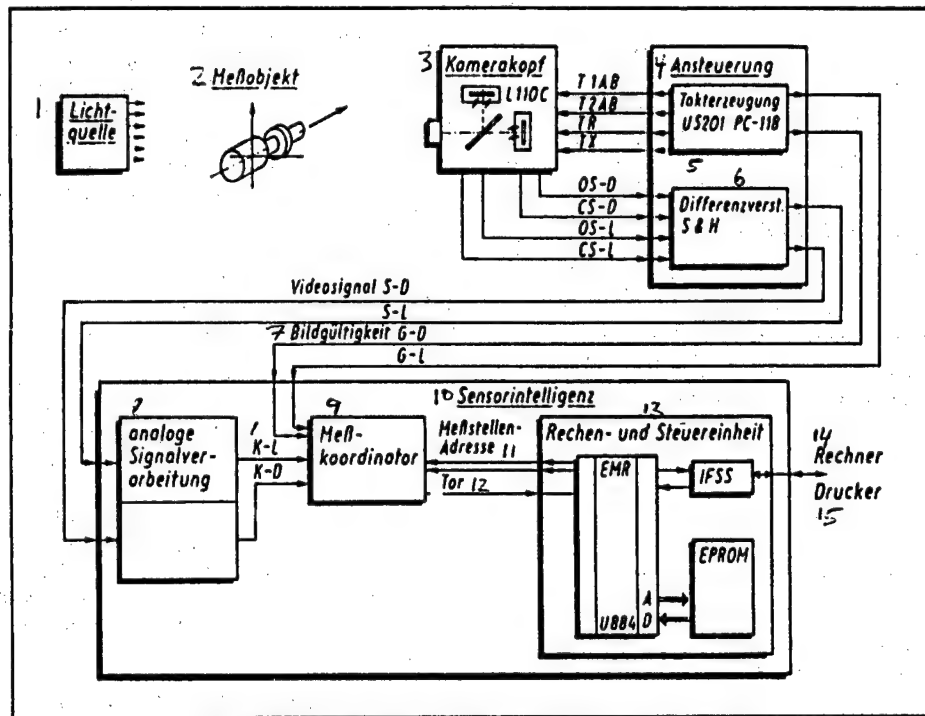 1 Licht-
quelle
2 Meßobjekt
3 Kamerakopf
L110C
T1AB
T2AB
TR
TX
4 Ansteuerung
Takterzeugung
US201 PC-118
5
6
Differenzverst.
S & H
OS-D
CS-D
OS-L
CS-L
Videosignal S-D
S-L
7 Bildgültigkeit G-D
G-L
10 Sensorintelligenz
analoge
Signalver-
arbeitung
K-L
K-D
9
Meß-
koordinator
Meßstellen-
Adresse 11
Tor 12
13
Rechen- und Steuereinheit
EMR
U884
A
D
IFSS
EPROM
14
Rechner
Drucker
15